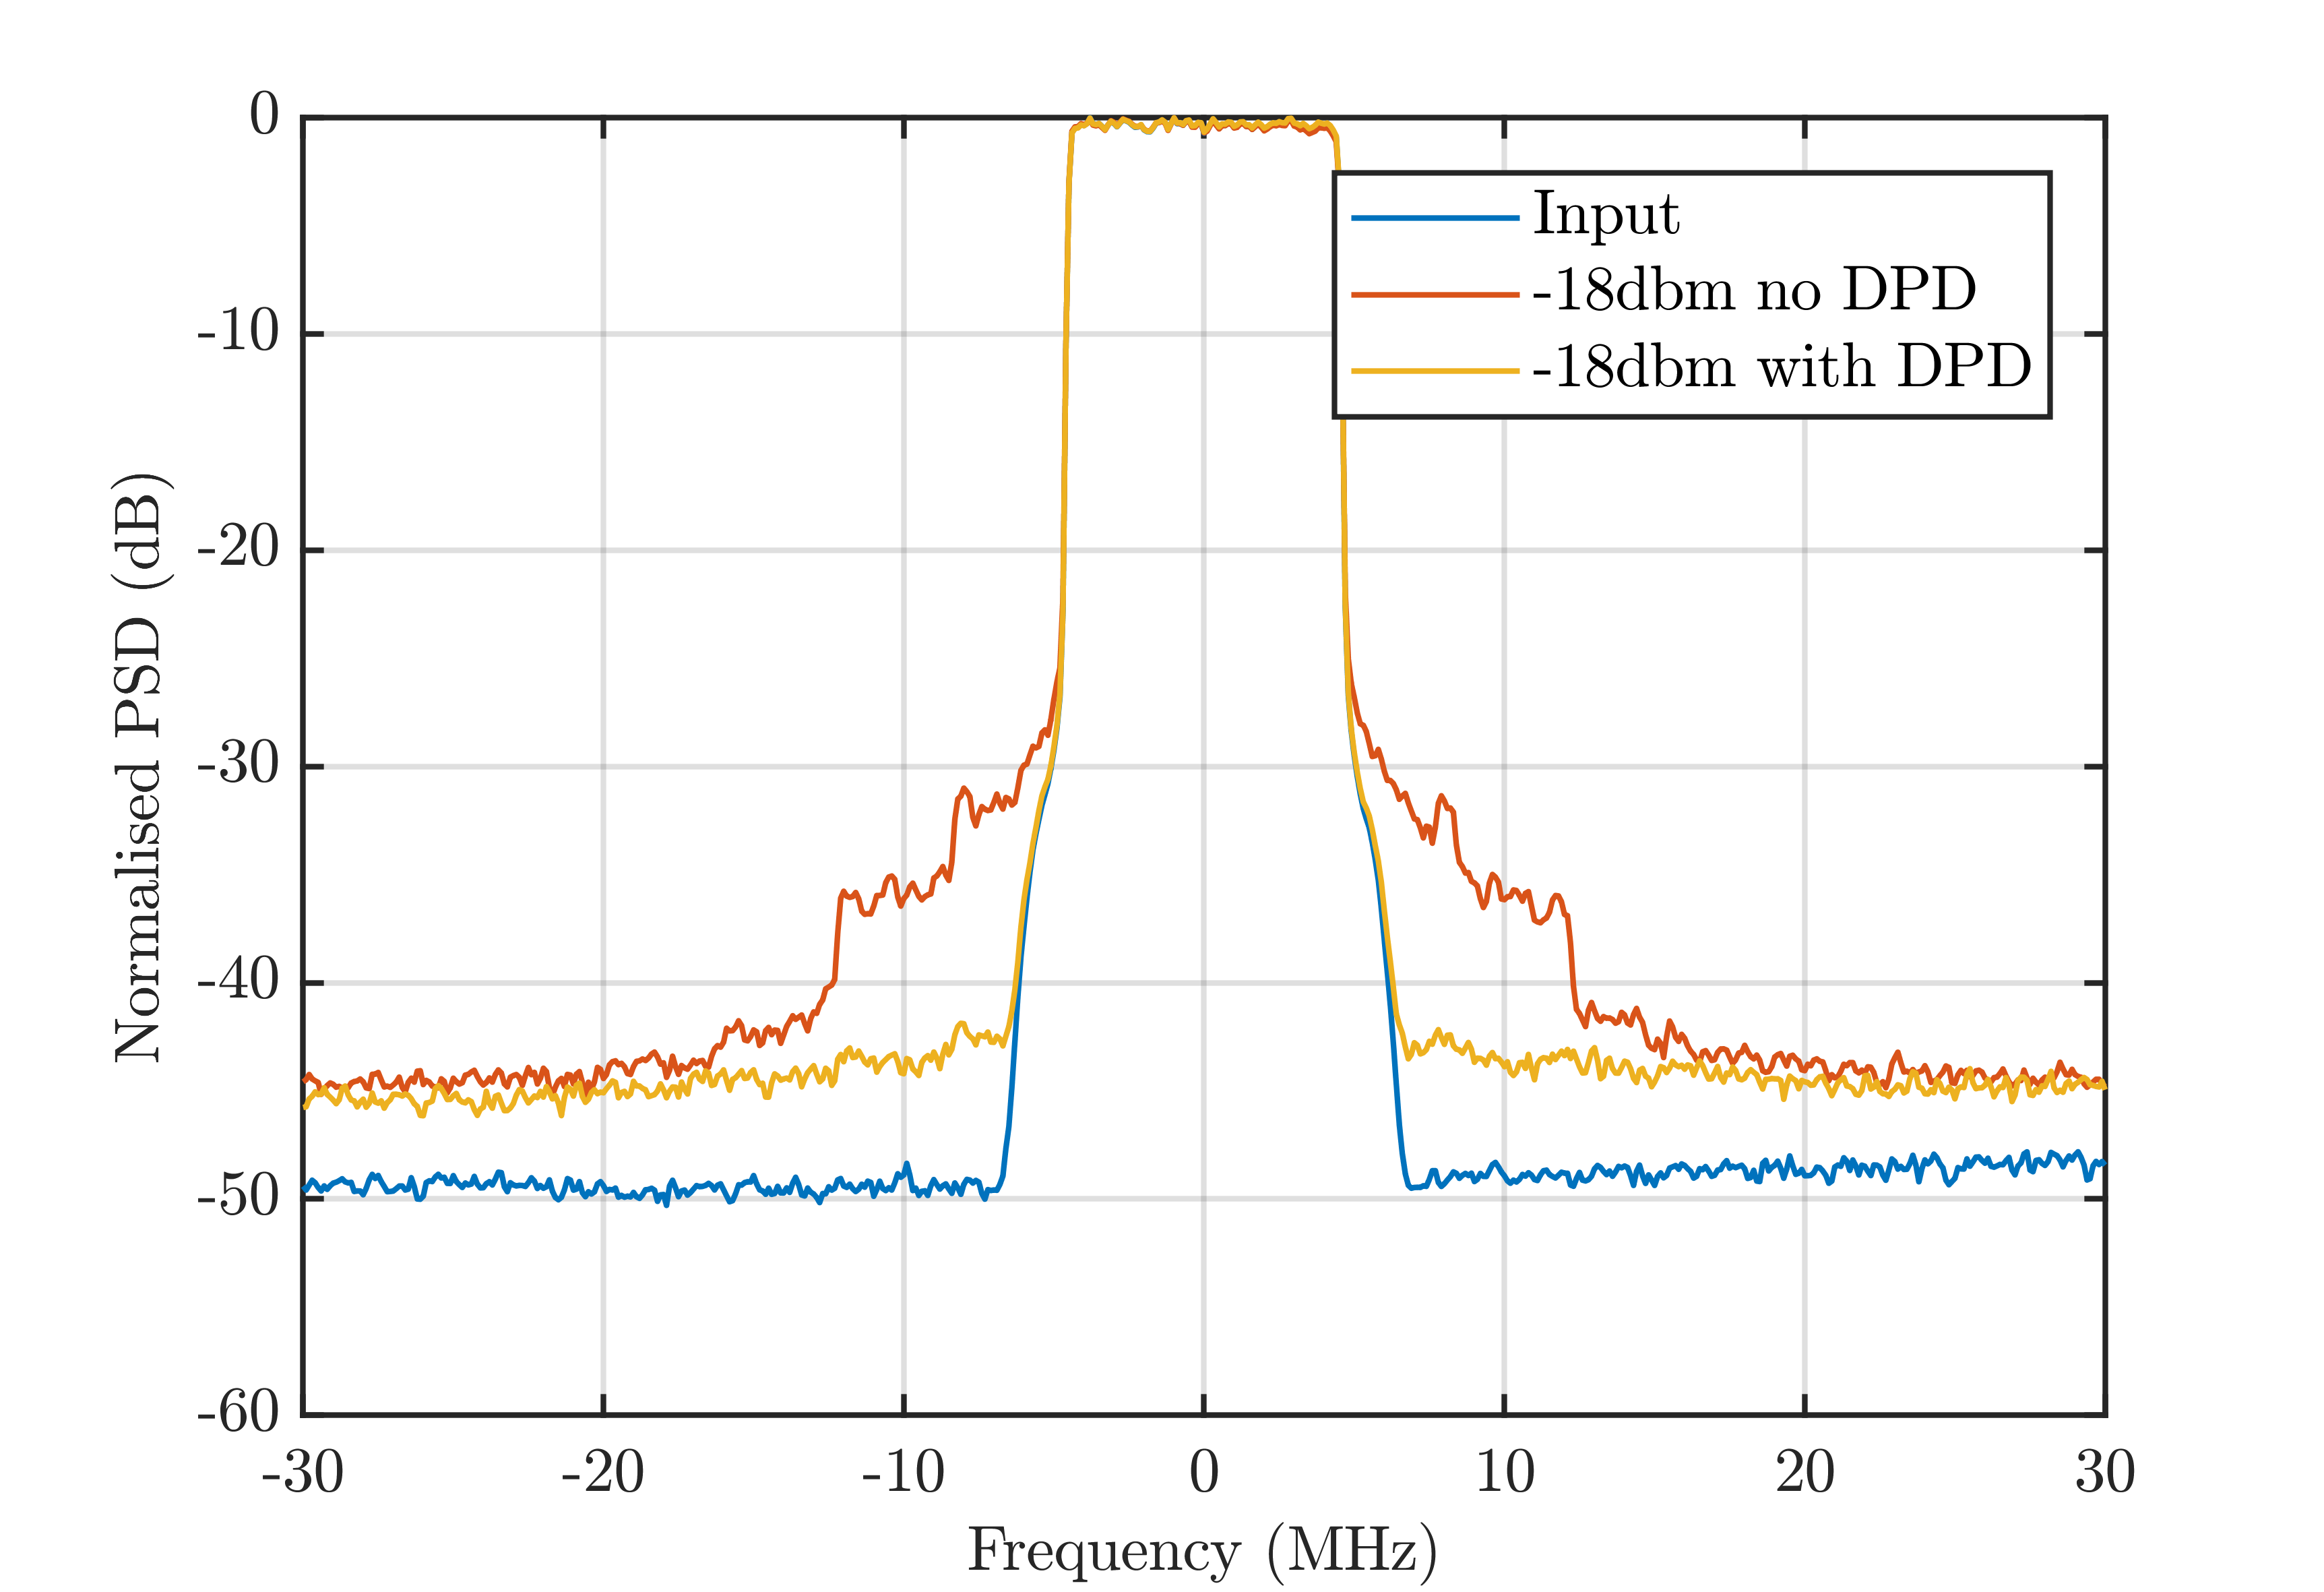 0
-10
-20
-30
-40
-50
-60
Normalised PSD (dB)
Input
-18dbm no DPD
-18dbm with DPD
-30
-20
-10
0
10
20
30
Frequency (MHz)